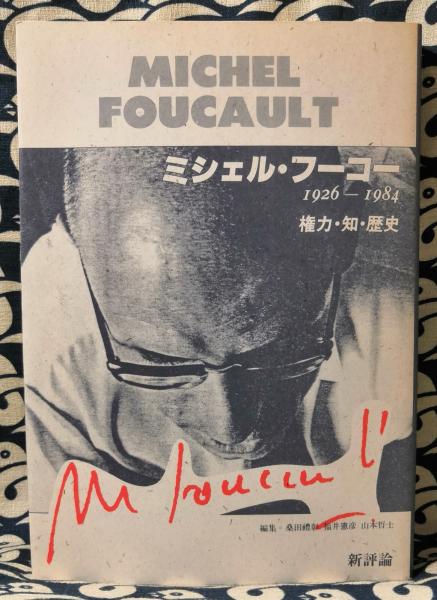 MICHEL
FOUCAULT
ミシェル・フーコー
1926 — 1984
権力・知・歴史
M Foucault
編集・桑田禮彰 福井憲彦 山本哲士
新評論